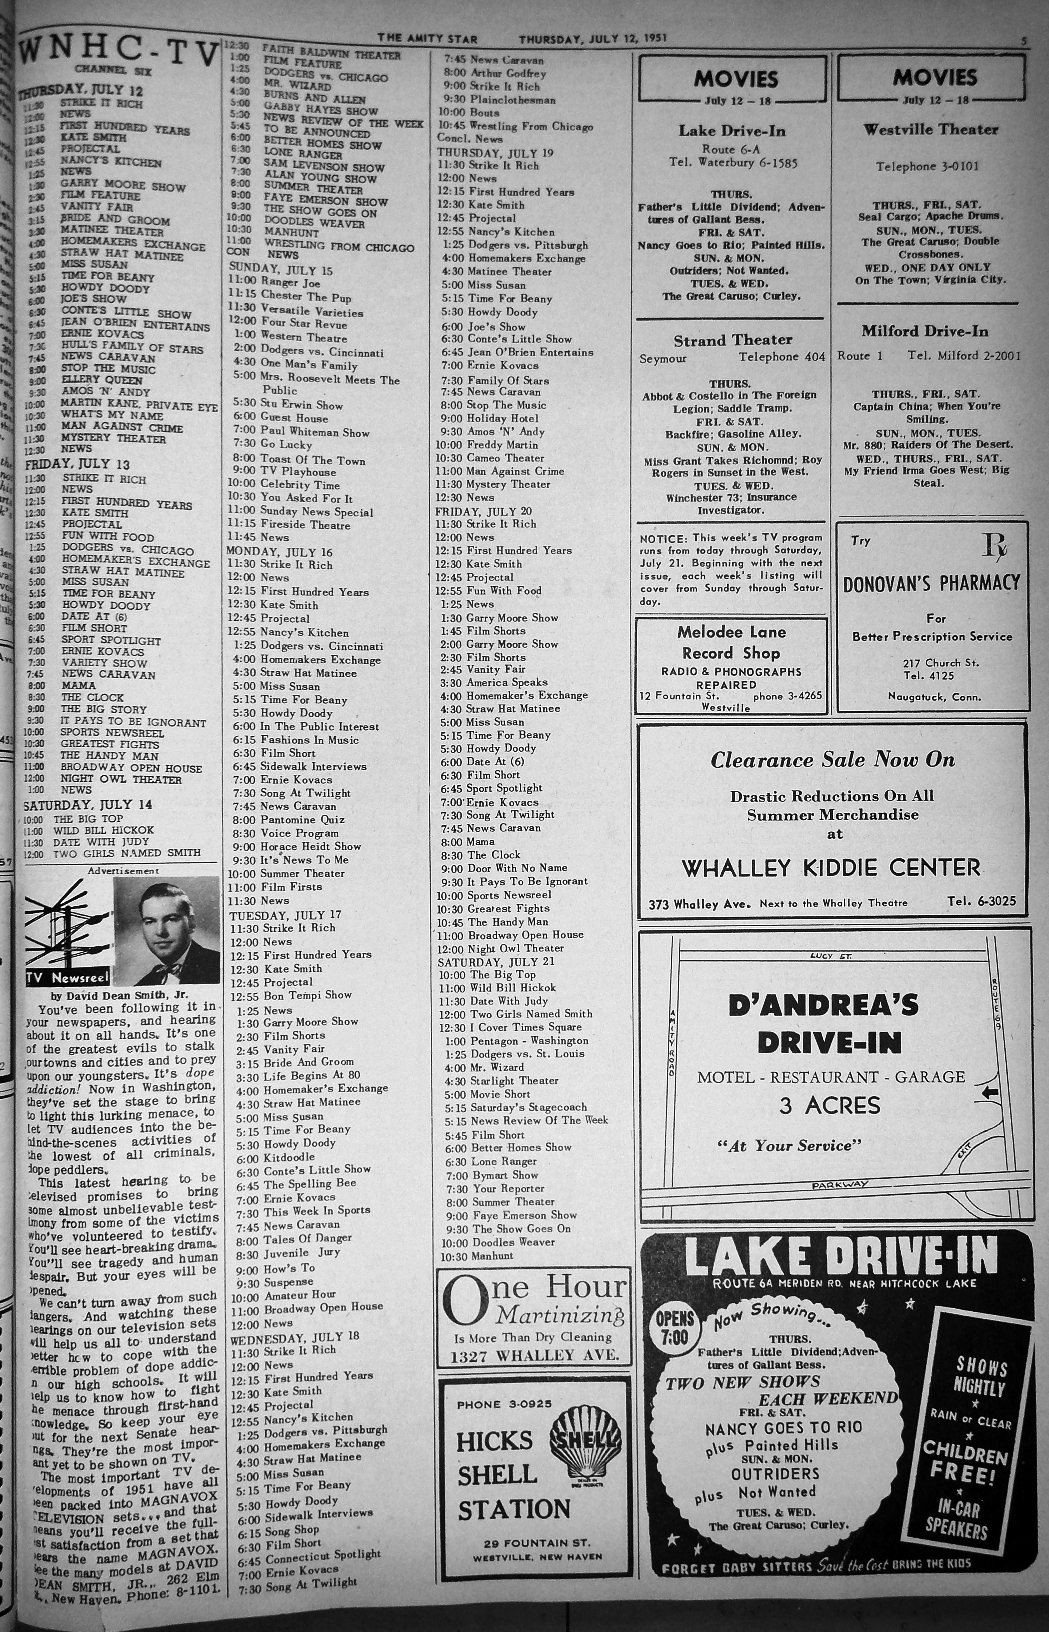 THE AMITY STAR THURSDAY, JULY 12, 1951 5
WNHC-TV
CHANNEL SIX
THURSDAY, JULY 12
11:30 STRIKE IT RICH
12:00 NEWS
12:15 FIRST HUNDRED YEARS
12:30 KATE SMITH
12:45 PROJECTAL
12:55 NANCY'S KITCHEN
1:25 NEWS
1:30 GARRY MOORE SHOW
2:30 FILM FEATURE
2:45 VANITY FAIR
3:15 BRIDE AND GROOM
3:30 MATINEE THEATER
4:00 HOMEMAKERS EXCHANGE
4:30 STRAW HAT MATINEE
5:00 MISS SUSAN
5:15 TIME FOR BEANY
5:30 HOWDY DOODY
6:00 JOE'S SHOW
6:30 CONTE'S LITTLE SHOW
6:45 JEAN O'BRIEN ENTERTAINS
7:00 ERNIE KOVACS
7:30 HULL'S FAMILY OF STARS
7:45 NEWS CARAVAN
8:00 STOP THE MUSIC
9:00 ELLERY QUEEN
9:30 AMOS 'N' ANDY
10:00 MARTIN KANE, PRIVATE EYE
10:30 WHAT'S MY NAME
11:00 MAN AGAINST CRIME
11:30 MYSTERY THEATER
12:30 NEWS
FRIDAY, JULY 13
11:30 STRIKE IT RICH
12:00 NEWS
12:15 FIRST HUNDRED YEARS
12:30 KATE SMITH
12:45 PROJECTAL
12:55 FUN WITH FOOD
1:25 DODGERS vs. CHICAGO
4:00 HOMEMAKER'S EXCHANGE
4:30 STRAW HAT MATINEE
5:00 MISS SUSAN
5:15 TIME FOR BEANY
5:30 HOWDY DOODY
6:00 DATE AT (6)
6:30 FILM SHORT
6:45 SPORT SPOTLIGHT
7:00 ERNIE KOVACS
7:30 VARIETY SHOW
7:45 NEWS CARAVAN
8:00 MAMA
8:30 THE CLOCK
9:00 THE BIG STORY
9:30 IT PAYS TO BE IGNORANT
10:00 SPORTS NEWSREEL
10:30 GREATEST FIGHTS
10:45 THE HANDY MAN
11:00 BROADWAY OPEN HOUSE
12:00 NIGHT OWL THEATER
1:00 NEWS
SATURDAY, JULY 14
10:00 THE BIG TOP
11:00 WILD BILL HICKOK
11:30 DATE WITH JUDY
12:00 TWO GIRLS NAMED SMITH
Advertisement
TV Newsreel
by David Dean Smith, Jr.
You've been following it in
your newspapers, and hearing
about it on all hands. It's one
of the greatest evils to stalk
our towns and cities and to prey
upon our youngsters. It's dope
addiction! Now in Washington,
they've set the stage to bring
to light this lurking menace, to
let TV audiences into the be-
hind-the-scenes activities of
the lowest of all criminals,
dope peddlers.
This latest hearing to be
televised promises to bring
some almost unbelievable test-
imony from some of the victims
who've volunteered to testify.
You'll see heart-breaking drama.
You"ll see tragedy and human
despair. But your eyes will be
opened.
We can't turn away from such
dangers. And watching these
hearings on our television sets
will help us all to understand
better how to cope with the
terrible problem of dope addic-
n our high schools. It will
help us to know how to fight
the menace through first-hand
knowledge. So keep your eye
out for the next Senate hear-
ings. They're the most impor-
tant yet to be shown on TV.
The most important TV de-
velopments of 1951 have all
been packed into MAGNAVOX
TELEVISION sets... and that
means you'll receive the full-
est satisfaction from a set that
bears the name MAGNAVOX.
See the many models at DAVID
DEAN SMITH, JR.,. 262 Elm
St., New Haven. Phone: 8-1101.
12:30 FAITH BALDWIN THEATER
1:00 FILM FEATURE
1:25 DODGERS vs. CHICAGO
4:00 MR. WIZARD
4:30 BURNS AND ALLEN
5:00 GABBY HAYES SHOW
5:30 NEWS REVIEW OF THE WEEK
5:45 TO BE ANNOUNCED
6:00 BETTER HOMES SHOW
6:30 LONE RANGER
7:00 SAM LEVENSON SHOW
7:30 ALAN YOUNG SHOW
8:00 SUMMER THEATER
9:00 FAYE EMERSON SHOW
9:30 THE SHOW GOES ON
10:00 DOODLES WEAVER
10:30 MANHUNT
11:00 WRESTLING FROM CHICAGO
CON NEWS
SUNDAY, JULY 15
11:00 Ranger Joe
11:15 Chester The Pup
11:30 Versatile Varieties
12:00 Four Star Revue
1:00 Western Theatre
2:00 Dodgers vs. Cincinnati
4:30 One Man's Family
5:00 Mrs. Roosevelt Meets The
Public
5:30 Stu Erwin Show
6:00 Guest House
7:00 Paul Whiteman Show
7:30 Go Lucky
8:00 Toast Of The Town
9:00 TV Playhouse
10:00 Celebrity Time
10:30 You Asked For It
11:00 Sunday News Special
11:15 Fireside Theatre
11:45 News
MONDAY, JULY 16
11:30 Strike It Rich
12:00 News
12:15 First Hundred Years
12:30 Kate Smith
12:45 Projectal
12:55 Nancy's Kitchen
1:25 Dodgers vs. Cincinnati
4:00 Homemakers Exchange
4:30 Straw Hat Matinee
5:00 Miss Susan
5:15 Time For Beany
5:30 Howdy Doody
6:00 In The Public Interest
6:15 Fashions In Music
6:30 Film Short
6:45 Sidewalk Interviews
7:00 Ernie Kovacs
7:30 Song At Twilight
7:45 News Caravan
8:00 Pantomine Quiz
8:30 Voice Program
9:00 Horace Heidt Show
9:30 It's News To Me
10:00 Summer Theater
11:00 Film Firsts
11:30 News
TUESDAY, JULY 17
11:30 Strike It Rich
12:00 News
12:15 First Hundred Years
12:30 Kate Smith
12:45 Projectal
12:55 Bon Tempi Show
1:25 News
1:30 Garry Moore Show
2:30 Film Shorts
2:45 Vanity Fair
3:15 Bride And Groom
3:30 Life Begins At 80
4:00 Homemaker's Exchange
4:30 Straw Hat Matinee
5:00 Miss Susan
5:15 Time For Beany
5:30 Howdy Doody
6:00 Kitdoodle
6:30 Conte's Little Show
6:45 The Spelling Bee
7:00 Ernie Kovacs
7:30 This Week In Sports
7:45 News Caravan
8:00 Tales Of Danger
8:30 Juvenile Jury
9:00 How's To
9:30 Suspense
10:00 Amateur Hour
11:00 Broadway Open House
12:00 News
WEDNESDAY, JULY 18
11:30 Strike It Rich
12:00 News
12:15 First Hundred Years
12:30 Kate Smith
12:45 Projectal
12:55 Nancy's Kitchen
1:25 Dodgers vs. Pittsburgh
4:00 Homemakers Exchange
4:30 Straw Hat Matinee
5:00 Miss Susan
5:15 Time For Beany
5:30 Howdy Doody
6:00 Sidewalk Interviews
6:15 Song Shop
6:30 Film Short
6:45 Connecticut Spotlight
7:00 Ernie Kovacs
7:30 Song At Twilight
7:45 News Caravan
8:00 Arthur Godfrey
9:00 Strike It Rich
9:30 Plainclothesman
10:00 Bouts
10:45 Wrestling From Chicago
Concl. News
THURSDAY, JULY 19
11:30 Strike It Rich
12:00 News
12:15 First Hundred Years
12:30 Kate Smith
12:45 Projectal
12:55 Nancy's Kitchen
1:25 Dodgers vs. Pittsburgh
4:00 Homemakers Exchange
4:30 Matinee Theater
5:00 Miss Susan
5:15 Time For Beany
5:30 Howdy Doody
6:00 Joe's Show
6:30 Conte's Little Show
6:45 Jean O'Brien Entertains
7:00 Ernie Kovacs
7:30 Family Of Stars
7:45 News Caravan
8:00 Stop The Music
9:00 Holiday Hotel
9:30 Amos 'N' Andy
10:00 Freddy Martin
10:30 Cameo Theater
11:00 Man Against Crime
11:30 Mystery Theater
12:30 News
FRIDAY, JULY 20
11:30 Strike It Rich
12:00 News
12:15 First Hundred Years
12:30 Kate Smith
12:45 Projectal
12:55 Fun With Food
1:25 News
1:30 Garry Moore Show
1:45 Film Shorts
2:00 Garry Moore Show
2:30 Film Shorts
2:45 Vanity Fair
3:30 America Speaks
4:00 Homemaker's Exchange
4:30 Straw Hat Matinee
5:00 Miss Susan
5:15 Time For Beany
5:30 Howdy Doody
6:00 Date At (6)
6:30 Film Short
6:45 Sport Spotlight
7:00 Ernie Kovacs
7:30 Song At Twilight
7:45 News Caravan
8:00 Mama
8:30 The Clock
9:00 Door With No Name
9:30 It Pays To Be Ignorant
10:00 Sports Newsreel
10:30 Greatest Fights
10:45 The Handy Man
11:00 Broadway Open House
12:00 Night Owl Theater
SATURDAY, JULY 21
10:00 The Big Top
11:00 Wild Bill Hickok
11:30 Date With Judy
12:00 Two Girls Named Smith
12:30 I Cover Times Square
1:00 Pentagon - Washington
1:25 Dodgers vs. St. Louis
4:00 Mr. Wizard
4:30 Starlight Theater
5:00 Movie Short
5:15 Saturday's Stagecoach
5:15 News Review Of The Week
5:45 Film Short
6:00 Better Homes Show
6:30 Lone Ranger
7:00 Bymart Show
7:30 Your Reporter
8:00 Summer Theater
9:00 Faye Emerson Show
9:30 The Show Goes On
10:00 Doodles Weaver
10:30 Manhunt
One Hour
Martinizing
Is More Than Dry Cleaning
1327 WHALLEY AVE.
PHONE 3-0925
HICKS
SHELL
STATION
SHELL
29 FOUNTAIN ST.
WESTVILLE, NEW HAVEN
MOVIES
July 12 - 18
Lake Drive-In
Route 6-A
Tel. Waterbury 6-1585
THURS.
Father's Little Dividend; Adven-
tures of Gallant Bess.
FRI. & SAT.
Nancy Goes to Rio; Painted Hills.
SUN. & MON.
Outriders; Not Wanted.
TUES. & WED.
The Great Caruso; Curley.
Strand Theater
Seymour Telephone 404
THURS.
Abbot & Costello in The Foreign
Legion; Saddle Tramp.
FRI. & SAT.
Backfire; Gasoline Alley.
SUN. & MON.
Miss Grant Takes Richomnd; Roy
Rogers in Sunset in the West.
TUES. & WED.
Winchester 73; Insurance
Investigator.
NOTICE: This week's TV program
runs from today through Saturday,
July 21. Beginning with the next
issue, each week's listing will
cover from Sunday through Satur-
day.
Melodee Lane
Record Shop
RADIO & PHONOGRAPHS
REPAIRED
12 Fountain St. phone 3-4265
Westville
MOVIES
July 12 - 18
Westville Theater
Telephone 3-0101
THURS., FRI., SAT.
Seal Cargo; Apache Drums.
SUN., MON., TUES.
The Great Caruso; Double
Crossbones.
WED., ONE DAY ONLY
On The Town; Virginia City.
Milford Drive-In
Route 1 Tel. Milford 2-2001
THURS., FRI., SAT.
Captain China; When You're
Smiling.
SUN., MON., TUES.
Mr. 880; Raiders Of The Desert.
WED., THURS., FRI., SAT.
My Friend Irma Goes West; Big
Steal.
Try Rx
DONOVAN'S PHARMACY
For
Better Prescription Service
217 Church St.
Tel. 4125
Naugatuck, Conn.
Clearance Sale Now On
Drastic Reductions On All
Summer Merchandise
at
WHALLEY KIDDIE CENTER
373 Whalley Ave. Next to the Whalley Theatre Tel. 6-3025
LUCY ST.
AMITY ROAD
ROUTE 69
D'ANDREA'S
DRIVE-IN
MOTEL - RESTAURANT - GARAGE
3 ACRES
"At Your Service"
EXIT
PARKWAY
LAKE DRIVE-IN
ROUTE 6A MERIDEN RD. NEAR HITCHCOCK LAKE
OPENS
7:00
Now Showing...
THURS.
Father's Little Dividend;Adven-
tures of Gallant Bess.
TWO NEW SHOWS
EACH WEEKEND
FRI. & SAT.
NANCY GOES TO RIO
plus Painted Hills
SUN. & MON.
OUTRIDERS
plus Not Wanted
TUES. & WED.
The Great Caruso; Curley.
SHOWS
NIGHTLY
RAIN or CLEAR
CHILDREN
FREE!
IN-CAR
SPEAKERS
FORGET BABY SITTERS Save the Cost BRING THE KIDS